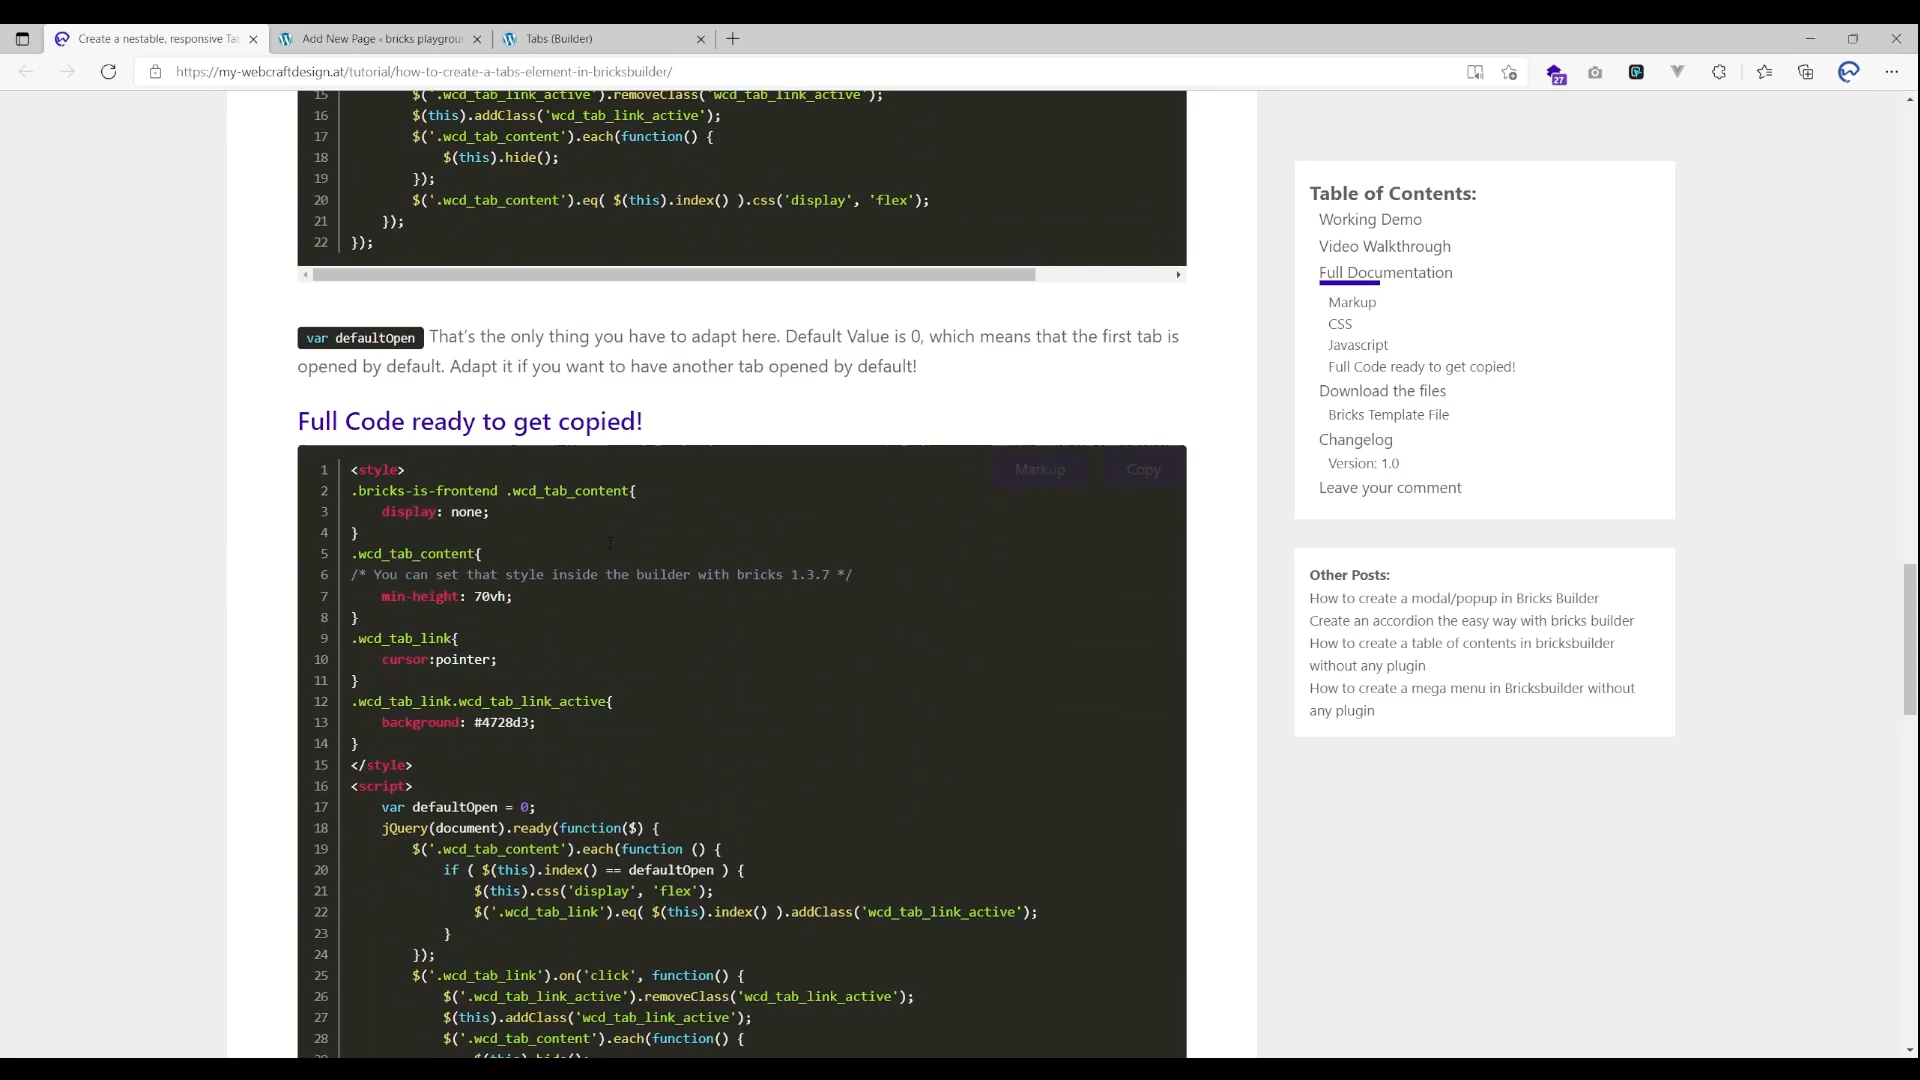 Create a nestable, responsive Ta
Add New Page ‹ bricks playgrou
Tabs (Builder)
https://my-webcraftdesign.at/tutorial/how-to-create-a-tabs-element-in-bricksbuilder/
27
15 $('.wcd_tab_link_active').removeClass('wcd_tab_link_active');
16 $(this).addClass('wcd_tab_link_active');
17 $('.wcd_tab_content').each(function() {
18 $(this).hide();
19 });
20 $('.wcd_tab_content').eq( $(this).index() ).css('display', 'flex');
21 });
22 });
var defaultOpen That's the only thing you have to adapt here. Default Value is 0, which means that the first tab is
opened by default. Adapt it if you want to have another tab opened by default!
Full Code ready to get copied!
Markup Copy
1 <style>
2 .bricks-is-frontend .wcd_tab_content{
3 display: none;
4 }
5 .wcd_tab_content{
6 /* You can set that style inside the builder with bricks 1.3.7 */
7 min-height: 70vh;
8 }
9 .wcd_tab_link{
10 cursor:pointer;
11 }
12 .wcd_tab_link.wcd_tab_link_active{
13 background: #4728d3;
14 }
15 </style>
16 <script>
17 var defaultOpen = 0;
18 jQuery(document).ready(function($) {
19 $('.wcd_tab_content').each(function () {
20 if ( $(this).index() == defaultOpen ) {
21 $(this).css('display', 'flex');
22 $('.wcd_tab_link').eq( $(this).index() ).addClass('wcd_tab_link_active');
23 }
24 });
25 $('.wcd_tab_link').on('click', function() {
26 $('.wcd_tab_link_active').removeClass('wcd_tab_link_active');
27 $(this).addClass('wcd_tab_link_active');
28 $('.wcd_tab_content').each(function() {
29 $(this).hide();
Table of Contents:
Working Demo
Video Walkthrough
Full Documentation
Markup
CSS
Javascript
Full Code ready to get copied!
Download the files
Bricks Template File
Changelog
Version: 1.0
Leave your comment
Other Posts:
How to create a modal/popup in Bricks Builder
Create an accordion the easy way with bricks builder
How to create a table of contents in bricksbuilder
without any plugin
How to create a mega menu in Bricksbuilder without
any plugin